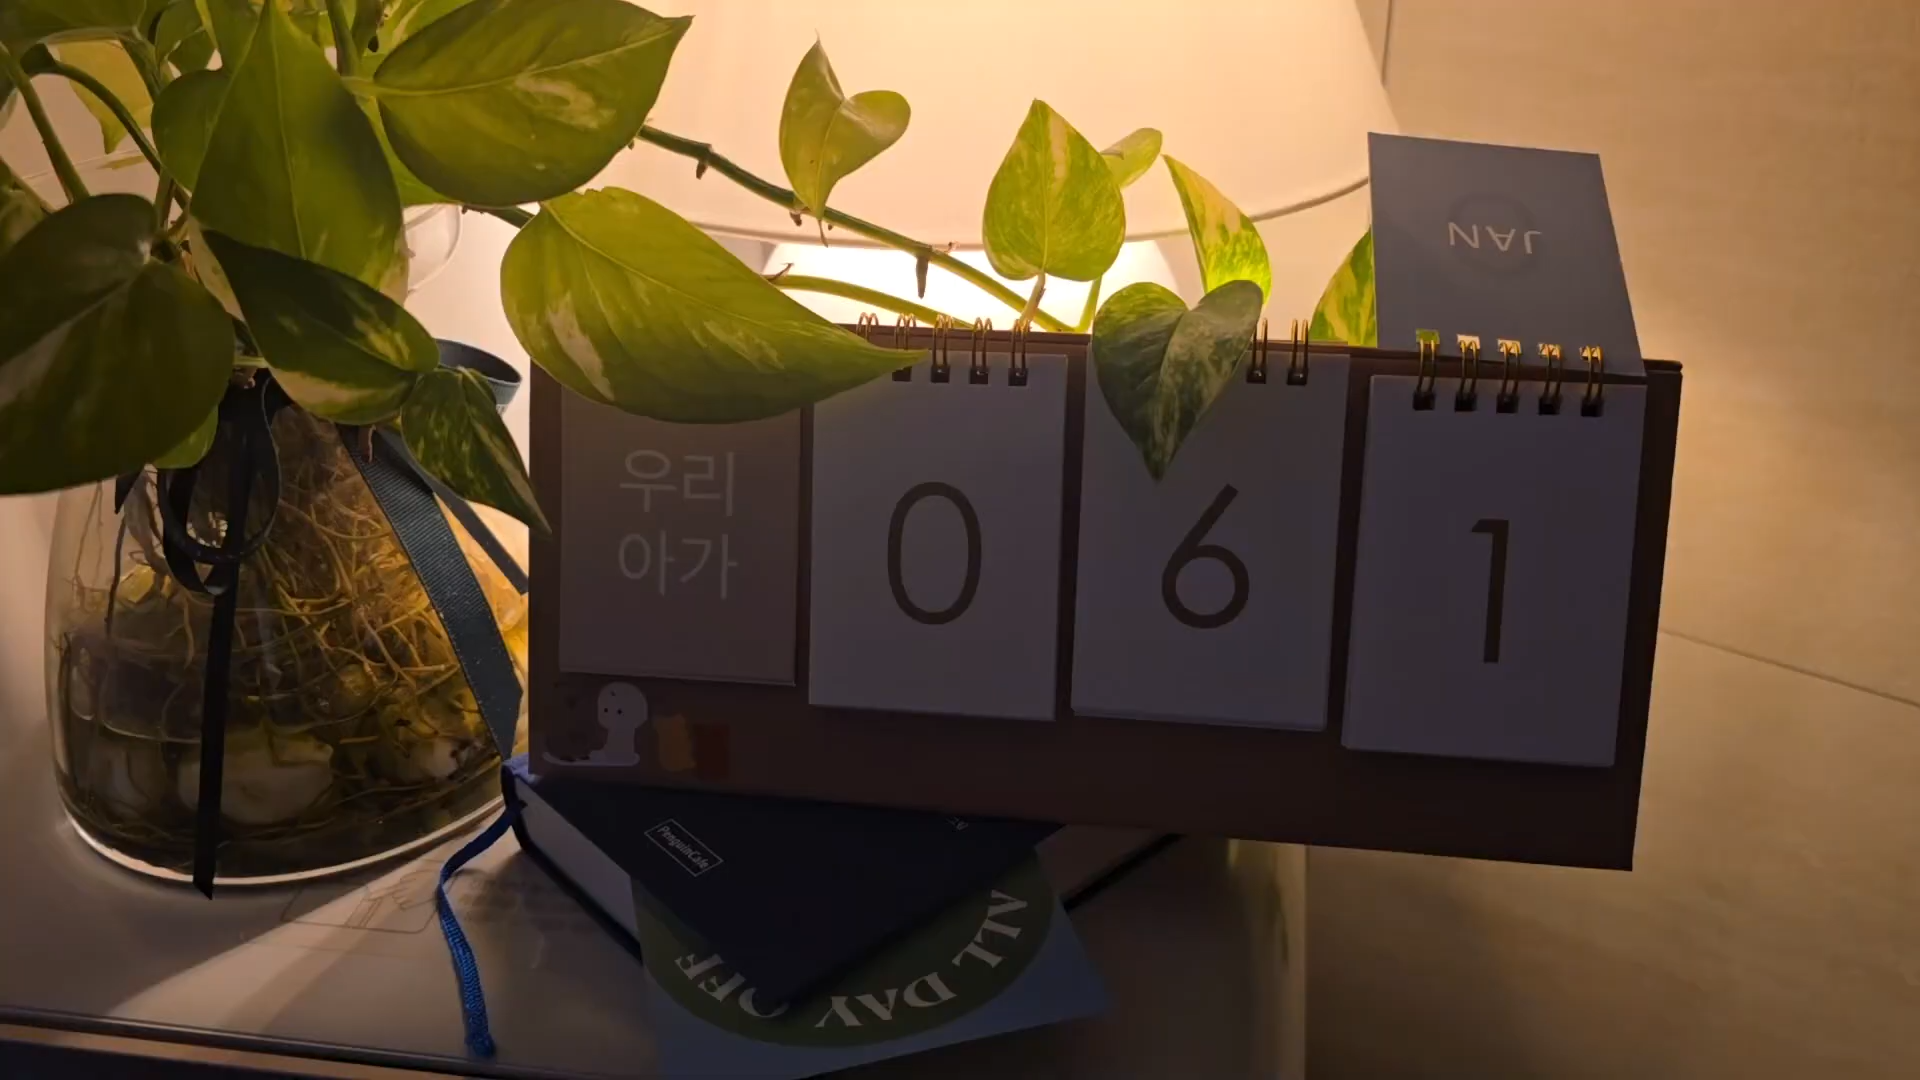 JAN
우리
아가
0
6
1
PenguinCafe
ALL DAY OFF